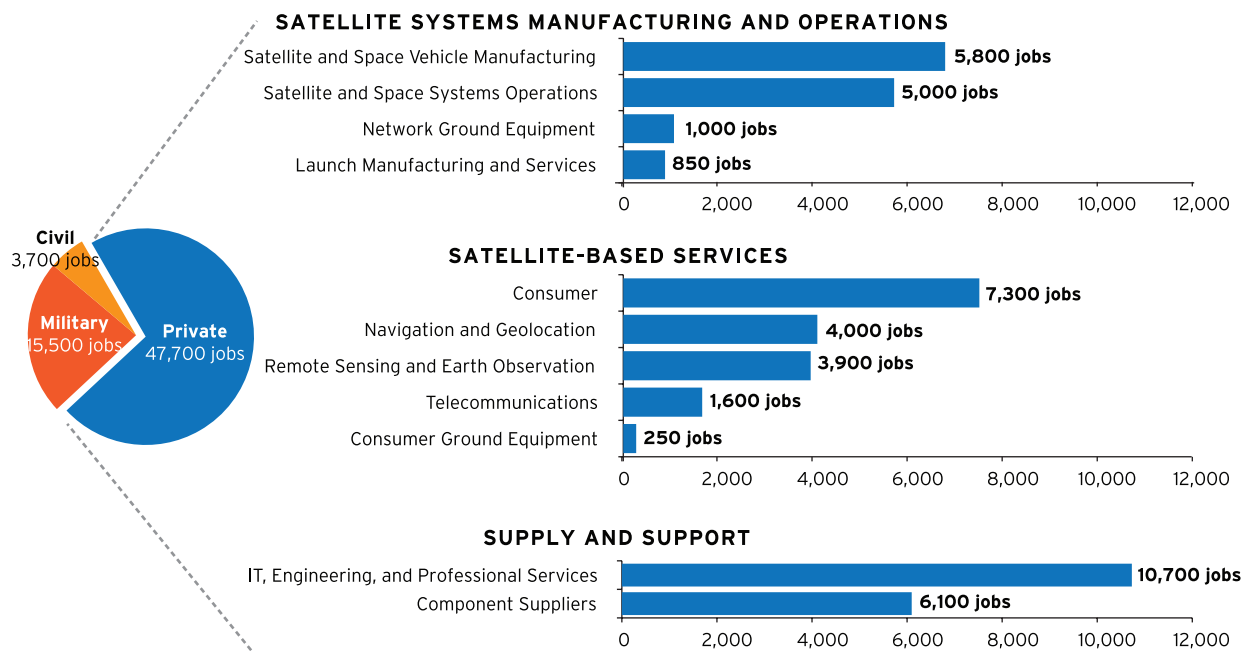 SATELLITE SYSTEMS MANUFACTURING AND OPERATIONS
Satellite and Space Vehicle Manufacturing 5,800 jobs
Satellite and Space Systems Operations 5,000 jobs
Network Ground Equipment 1,000 jobs
Launch Manufacturing and Services 850 jobs
0 2,000 4,000 6,000 8,000 10,000 12,000
Civil
3,700 jobs
Military
15,500 jobs
Private
47,700 jobs
SATELLITE-BASED SERVICES
Consumer 7,300 jobs
Navigation and Geolocation 4,000 jobs
Remote Sensing and Earth Observation 3,900 jobs
Telecommunications 1,600 jobs
Consumer Ground Equipment 250 jobs
0 2,000 4,000 6,000 8,000 10,000 12,000
SUPPLY AND SUPPORT
IT, Engineering, and Professional Services 10,700 jobs
Component Suppliers 6,100 jobs
0 2,000 4,000 6,000 8,000 10,000 12,000